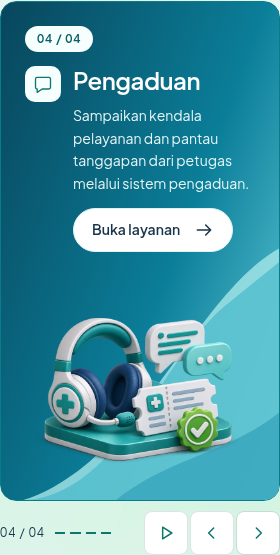 04 / 04
Pengaduan
Sampaikan kendala
pelayanan dan pantau
tanggapan dari petugas
melalui sistem pengaduan.
Buka layanan
04 / 04